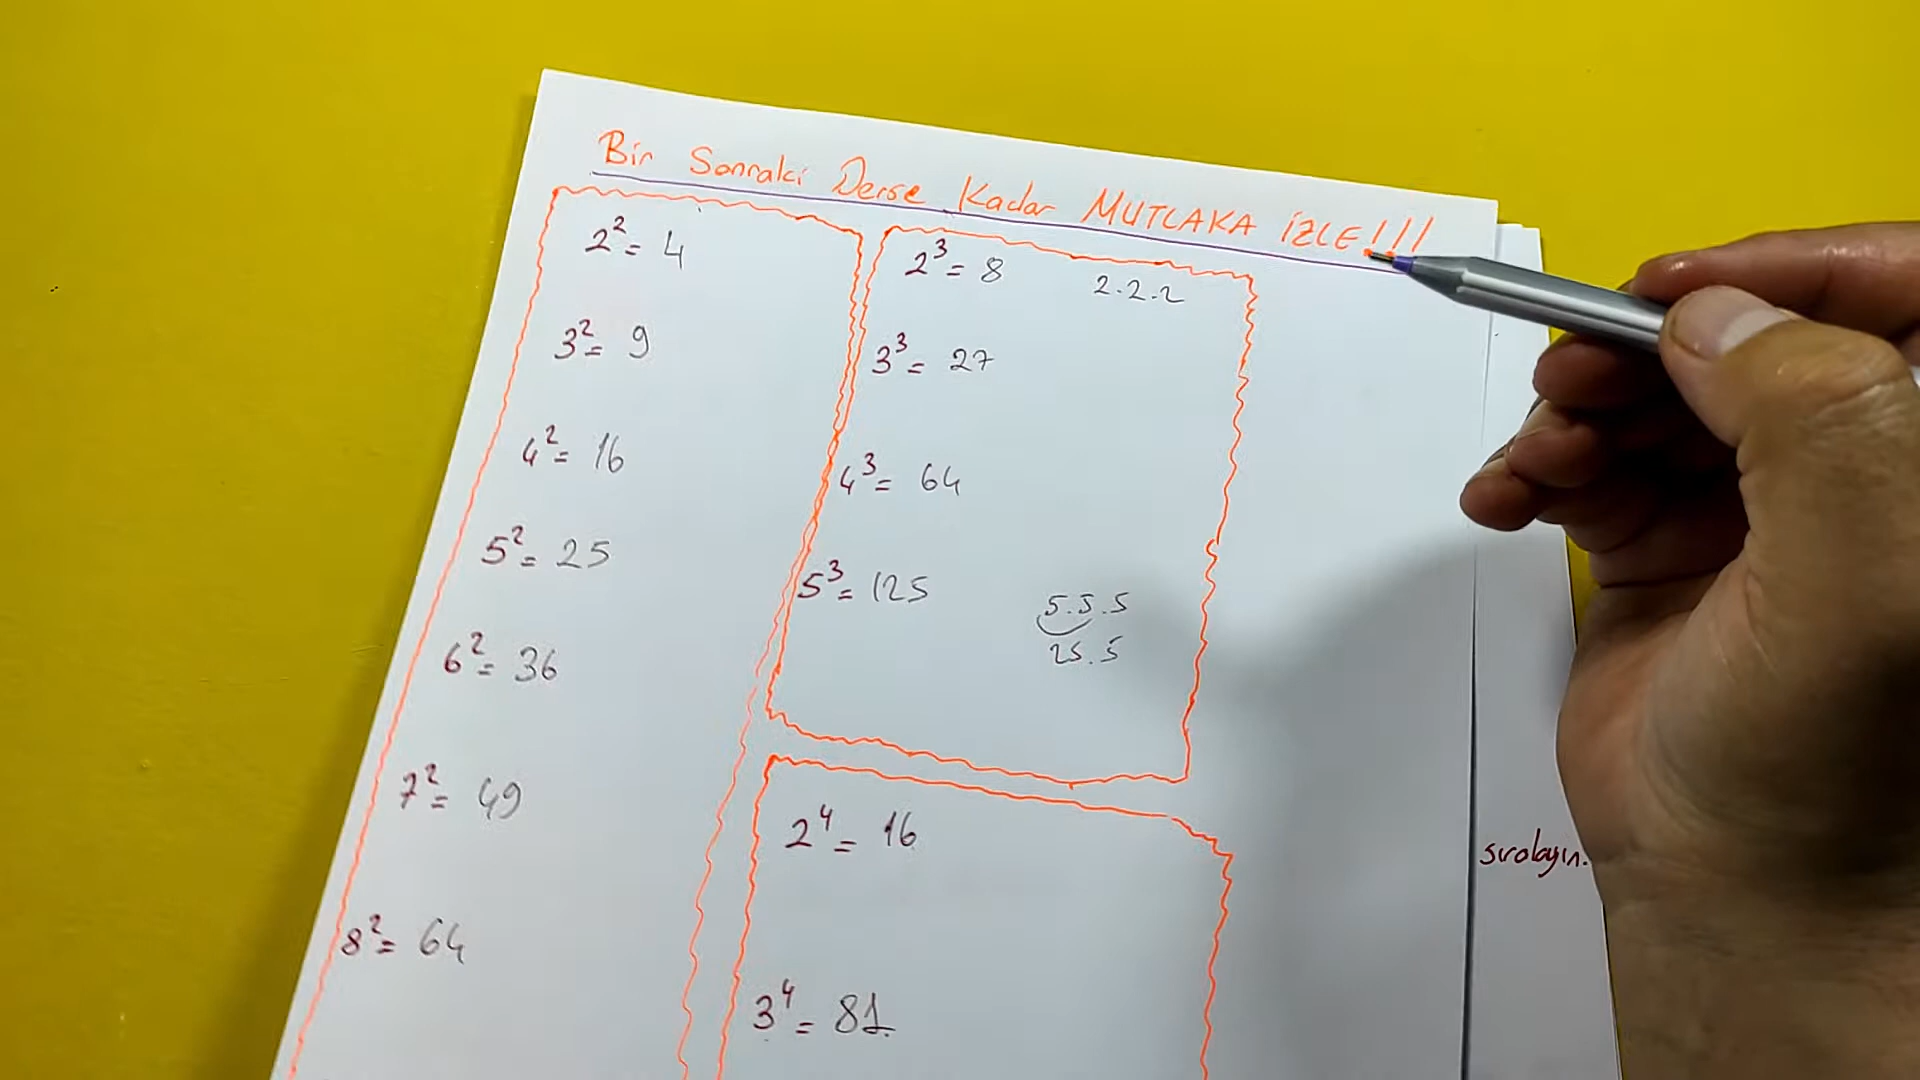 Bir Sonraki Derse Kadar MUTLAKA İZLE!!!
2² = 4
3² = 9
4² = 16
5² = 25
6² = 36
7² = 49
8² = 64
2³ = 8 2.2.2
3³ = 27
4³ = 64
5³ = 125 5.5.5
25.5
2⁴ = 16
3⁴ = 81
sıralayın.